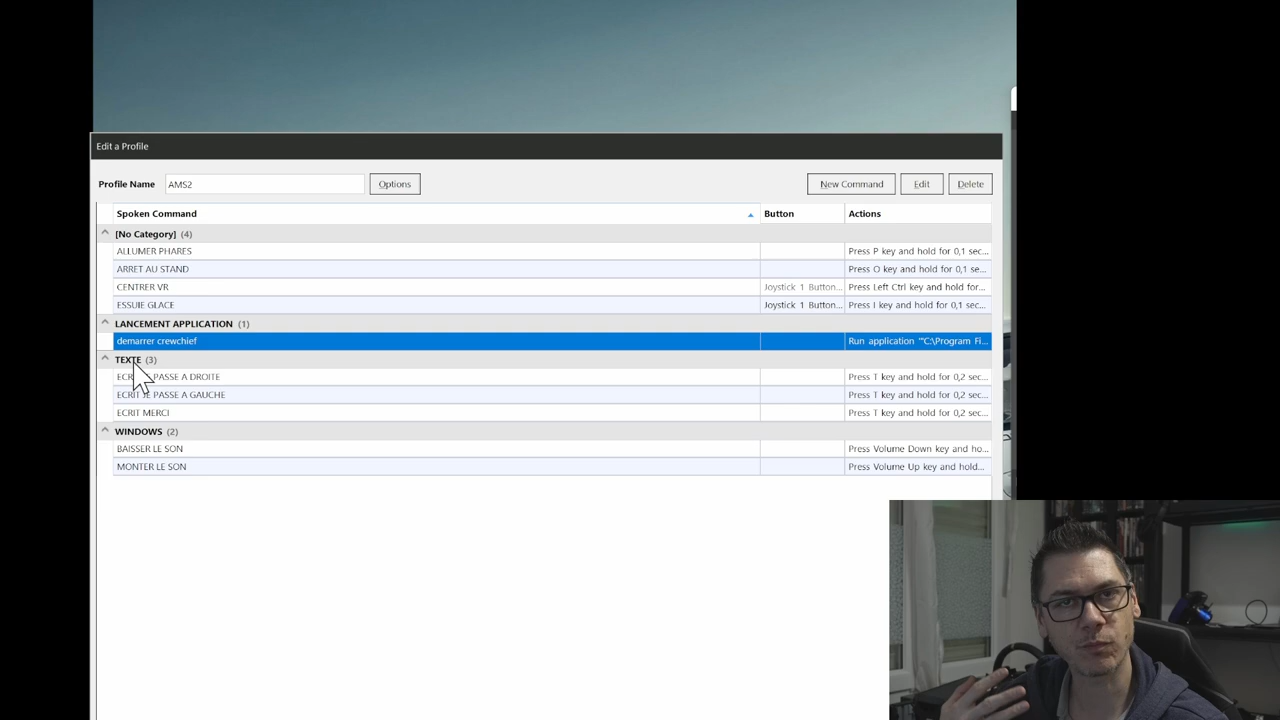 Edit a Profile
Profile Name AMS2 Options New Command Edit Delete
Spoken Command Button Actions
[No Category] (4)
ALLUMER PHARES Press P key and hold for 0,1 sec...
ARRET AU STAND Press O key and hold for 0,1 se...
CENTRER VR Joystick 1 Button... Press Left Ctrl key and hold for...
ESSUIE GLACE Joystick 1 Button... Press I key and hold for 0,1 sec...
LANCEMENT APPLICATION (1)
demarrer crewchief Run application "'C:\Program Fi...
TEXTE (3)
PASSE A DROITE Press T key and hold for 0,2 sec...
ECRIT JE PASSE A GAUCHE Press T key and hold for 0,2 sec...
ECRIT MERCI Press T key and hold for 0,2 sec...
WINDOWS (2)
BAISSER LE SON Press Volume Down key and ho...
MONTER LE SON Press Volume Up key and hold...